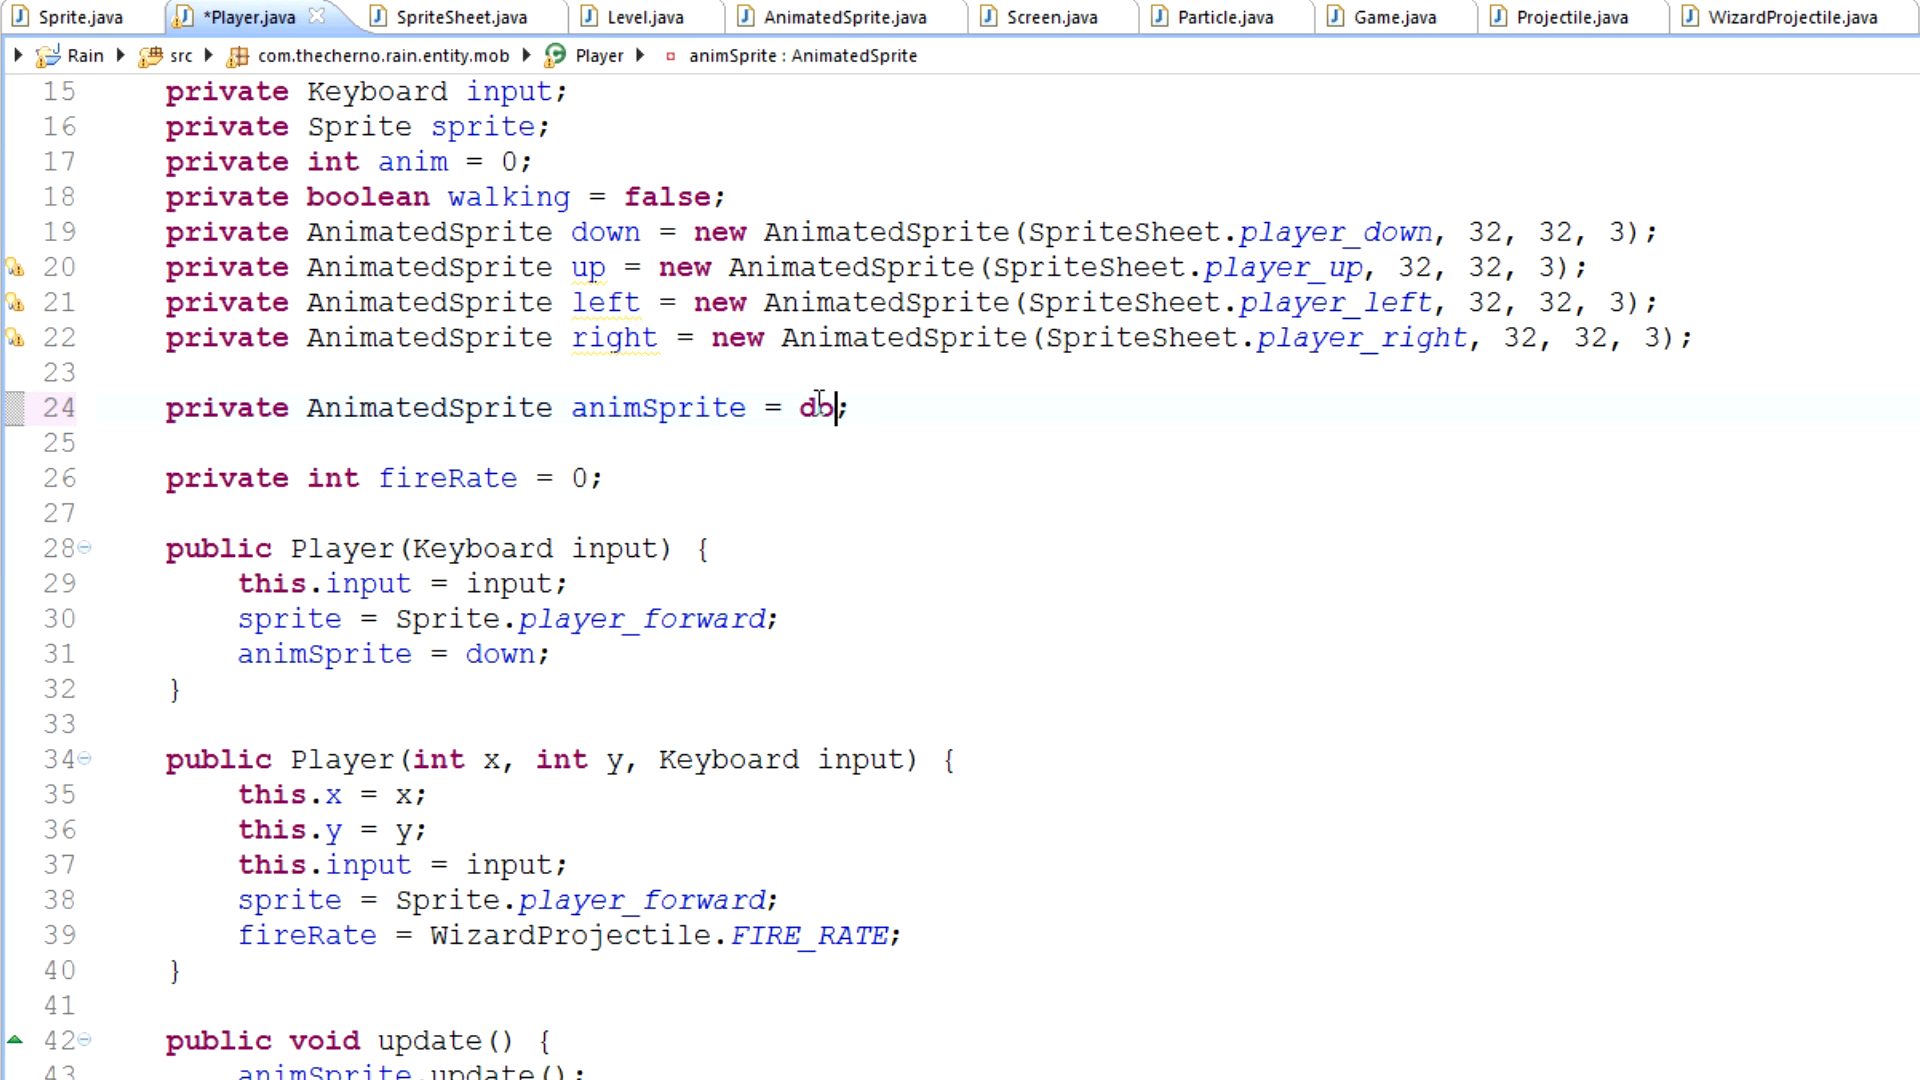 Sprite.java *Player.java SpriteSheet.java Level.java AnimatedSprite.java Screen.java Particle.java Game.java Projectile.java WizardProjectile.java
Rain src com.thecherno.rain.entity.mob Player animSprite : AnimatedSprite
15 private Keyboard input;
16 private Sprite sprite;
17 private int anim = 0;
18 private boolean walking = false;
19 private AnimatedSprite down = new AnimatedSprite(SpriteSheet.player_down, 32, 32, 3);
20 private AnimatedSprite up = new AnimatedSprite(SpriteSheet.player_up, 32, 32, 3);
21 private AnimatedSprite left = new AnimatedSprite(SpriteSheet.player_left, 32, 32, 3);
22 private AnimatedSprite right = new AnimatedSprite(SpriteSheet.player_right, 32, 32, 3);
23
24 private AnimatedSprite animSprite = do;
25
26 private int fireRate = 0;
27
28 public Player(Keyboard input) {
29 this.input = input;
30 sprite = Sprite.player_forward;
31 animSprite = down;
32 }
33
34 public Player(int x, int y, Keyboard input) {
35 this.x = x;
36 this.y = y;
37 this.input = input;
38 sprite = Sprite.player_forward;
39 fireRate = WizardProjectile.FIRE_RATE;
40 }
41
42 public void update() {
43 animSprite.update();